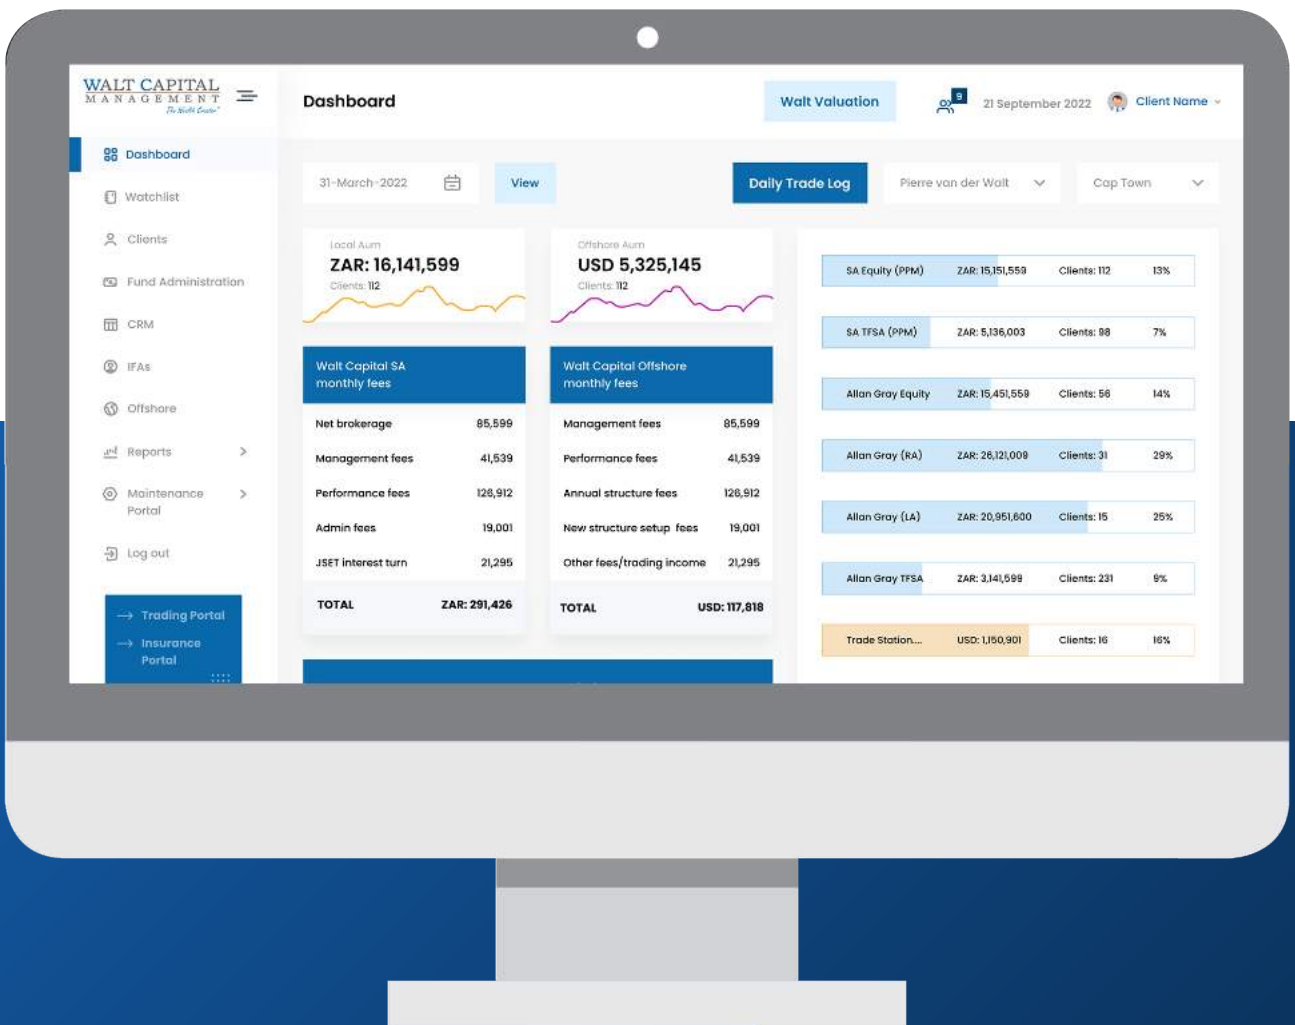 WALT CAPITAL
MANAGEMENT
The Wealth Creator
Dashboard
Walt Valuation
9
21 September 2022
Client Name
Dashboard
Watchlist
Clients
Fund Administration
CRM
IFAs
Offshore
Reports
Maintenance
Portal
Log out
Trading Portal
Insurance
Portal
31-March-2022
View
Daily Trade Log
Pierre van der Walt
Cap Town
Local Aum
ZAR: 16,141,599
Clients: 112
Offshore Aum
USD 5,325,145
Clients: 112
Walt Capital SA
monthly fees
Net brokerage 85,599
Management fees 41,539
Performance fees 126,912
Admin fees 19,001
JSET interest turn 21,295
TOTAL ZAR: 291,426
Walt Capital Offshore
monthly fees
Management fees 85,599
Performance fees 41,539
Annual structure fees 126,912
New structure setup fees 19,001
Other fees/trading income 21,295
TOTAL USD: 117,818
SA Equity (PPM) ZAR: 15,151,559 Clients: 112 13%
SA TFSA (PPM) ZAR: 5,136,003 Clients: 98 7%
Allan Gray Equity ZAR: 15,451,559 Clients: 56 14%
Allan Gray (RA) ZAR: 26,121,009 Clients: 31 29%
Allan Gray (LA) ZAR: 20,951,600 Clients: 15 25%
Allan Gray TFSA ZAR: 3,141,599 Clients: 231 9%
Trade Station.... USD: 1,150,901 Clients: 16 16%